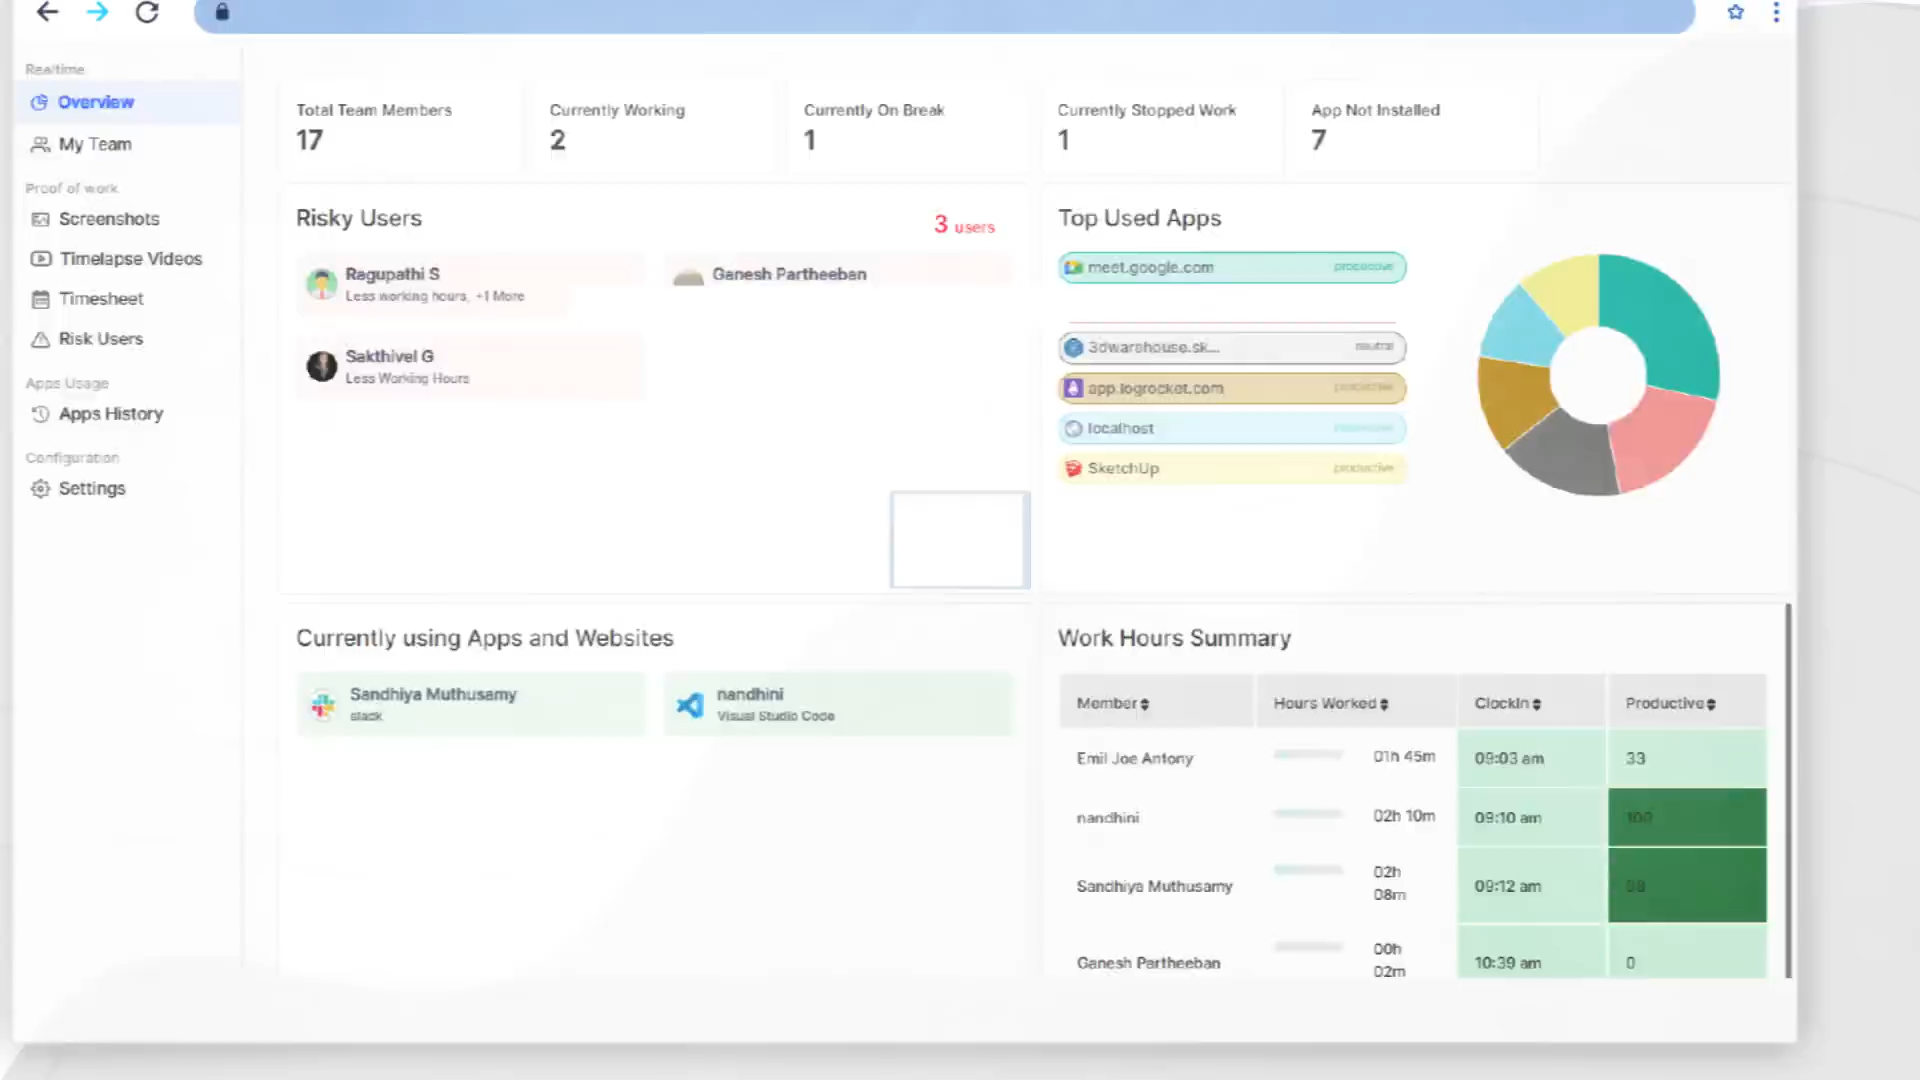 Realtime
Overview
My Team
Proof of work
Screenshots
Timelapse Videos
Timesheet
Risk Users
Apps Usage
Apps History
Configuration
Settings
Total Team Members
17
Currently Working
2
Currently On Break
1
Currently Stopped Work
1
App Not Installed
7
Risky Users
3 users
Ragupathi S
Less working hours, +1 More
Ganesh Partheeban
Sakthivel G
Less Working Hours
Top Used Apps
meet.google.com productive
3dwarehouse.sk... neutral
app.logrocket.com productive
localhost
SketchUp productive
Currently using Apps and Websites
Sandhiya Muthusamy
slack
nandhini
Visual Studio Code
Work Hours Summary
Member Hours Worked ClockIn Productive
Emil Joe Antony 01h 45m 09:03 am 33
nandhini 02h 10m 09:10 am 100
Sandhiya Muthusamy 02h 08m 09:12 am
Ganesh Partheeban 00h 02m 10:39 am 0